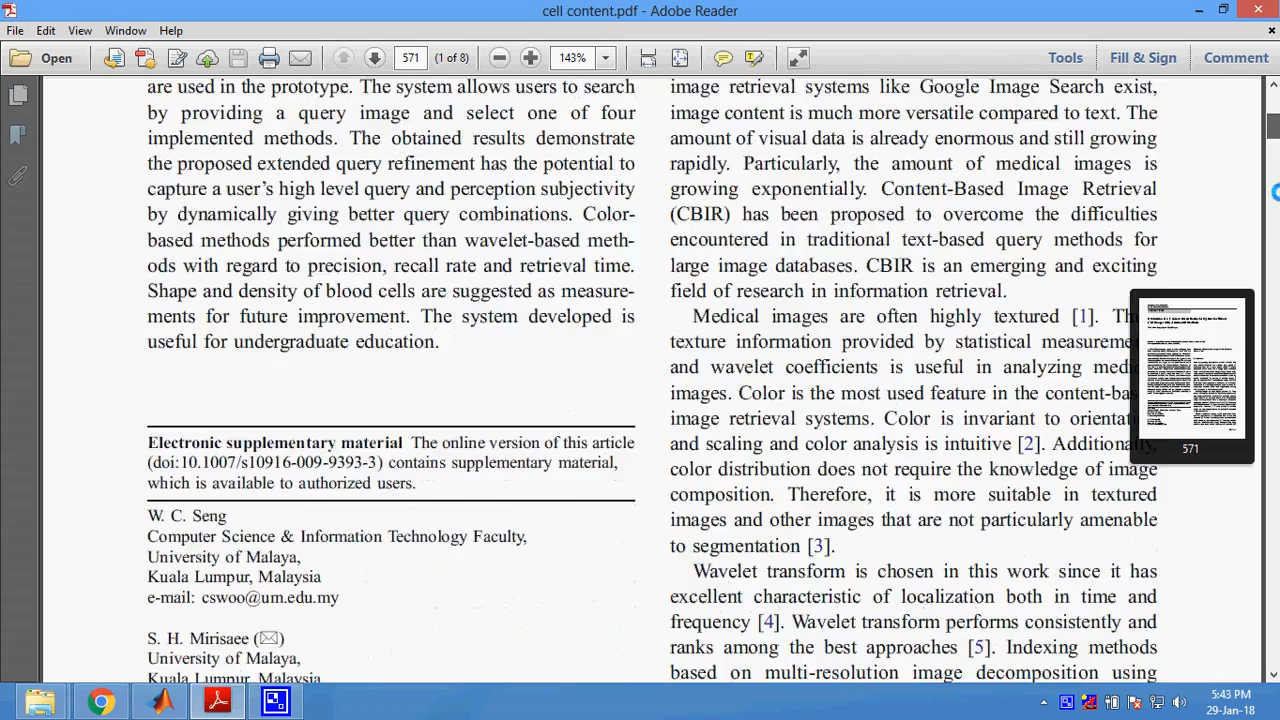 cell content.pdf - Adobe Reader
File Edit View Window Help
Open 571 (1 of 8) 143% Tools Fill & Sign Comment
are used in the prototype. The system allows users to search
by providing a query image and select one of four
implemented methods. The obtained results demonstrate
the proposed extended query refinement has the potential to
capture a user's high level query and perception subjectivity
by dynamically giving better query combinations. Color-
based methods performed better than wavelet-based meth-
ods with regard to precision, recall rate and retrieval time.
Shape and density of blood cells are suggested as measure-
ments for future improvement. The system developed is
useful for undergraduate education.
Electronic supplementary material The online version of this article
(doi:10.1007/s10916-009-9393-3) contains supplementary material,
which is available to authorized users.
W. C. Seng
Computer Science & Information Technology Faculty,
University of Malaya,
Kuala Lumpur, Malaysia
e-mail: cswoo@um.edu.my
S. H. Mirisaee (✉)
University of Malaya,
Kuala Lumpur, Malaysia
image retrieval systems like Google Image Search exist,
image content is much more versatile compared to text. The
amount of visual data is already enormous and still growing
rapidly. Particularly, the amount of medical images is
growing exponentially. Content-Based Image Retrieval
(CBIR) has been proposed to overcome the difficulties
encountered in traditional text-based query methods for
large image databases. CBIR is an emerging and exciting
field of research in information retrieval.
Medical images are often highly textured [1]. Th
texture information provided by statistical measureme
and wavelet coefficients is useful in analyzing medi
images. Color is the most used feature in the content-ba
image retrieval systems. Color is invariant to orientat
and scaling and color analysis is intuitive [2]. Additionally,
color distribution does not require the knowledge of image
composition. Therefore, it is more suitable in textured
images and other images that are not particularly amenable
to segmentation [3].
Wavelet transform is chosen in this work since it has
excellent characteristic of localization both in time and
frequency [4]. Wavelet transform performs consistently and
ranks among the best approaches [5]. Indexing methods
based on multi-resolution image decomposition using
571
5:43 PM
29-Jan-18